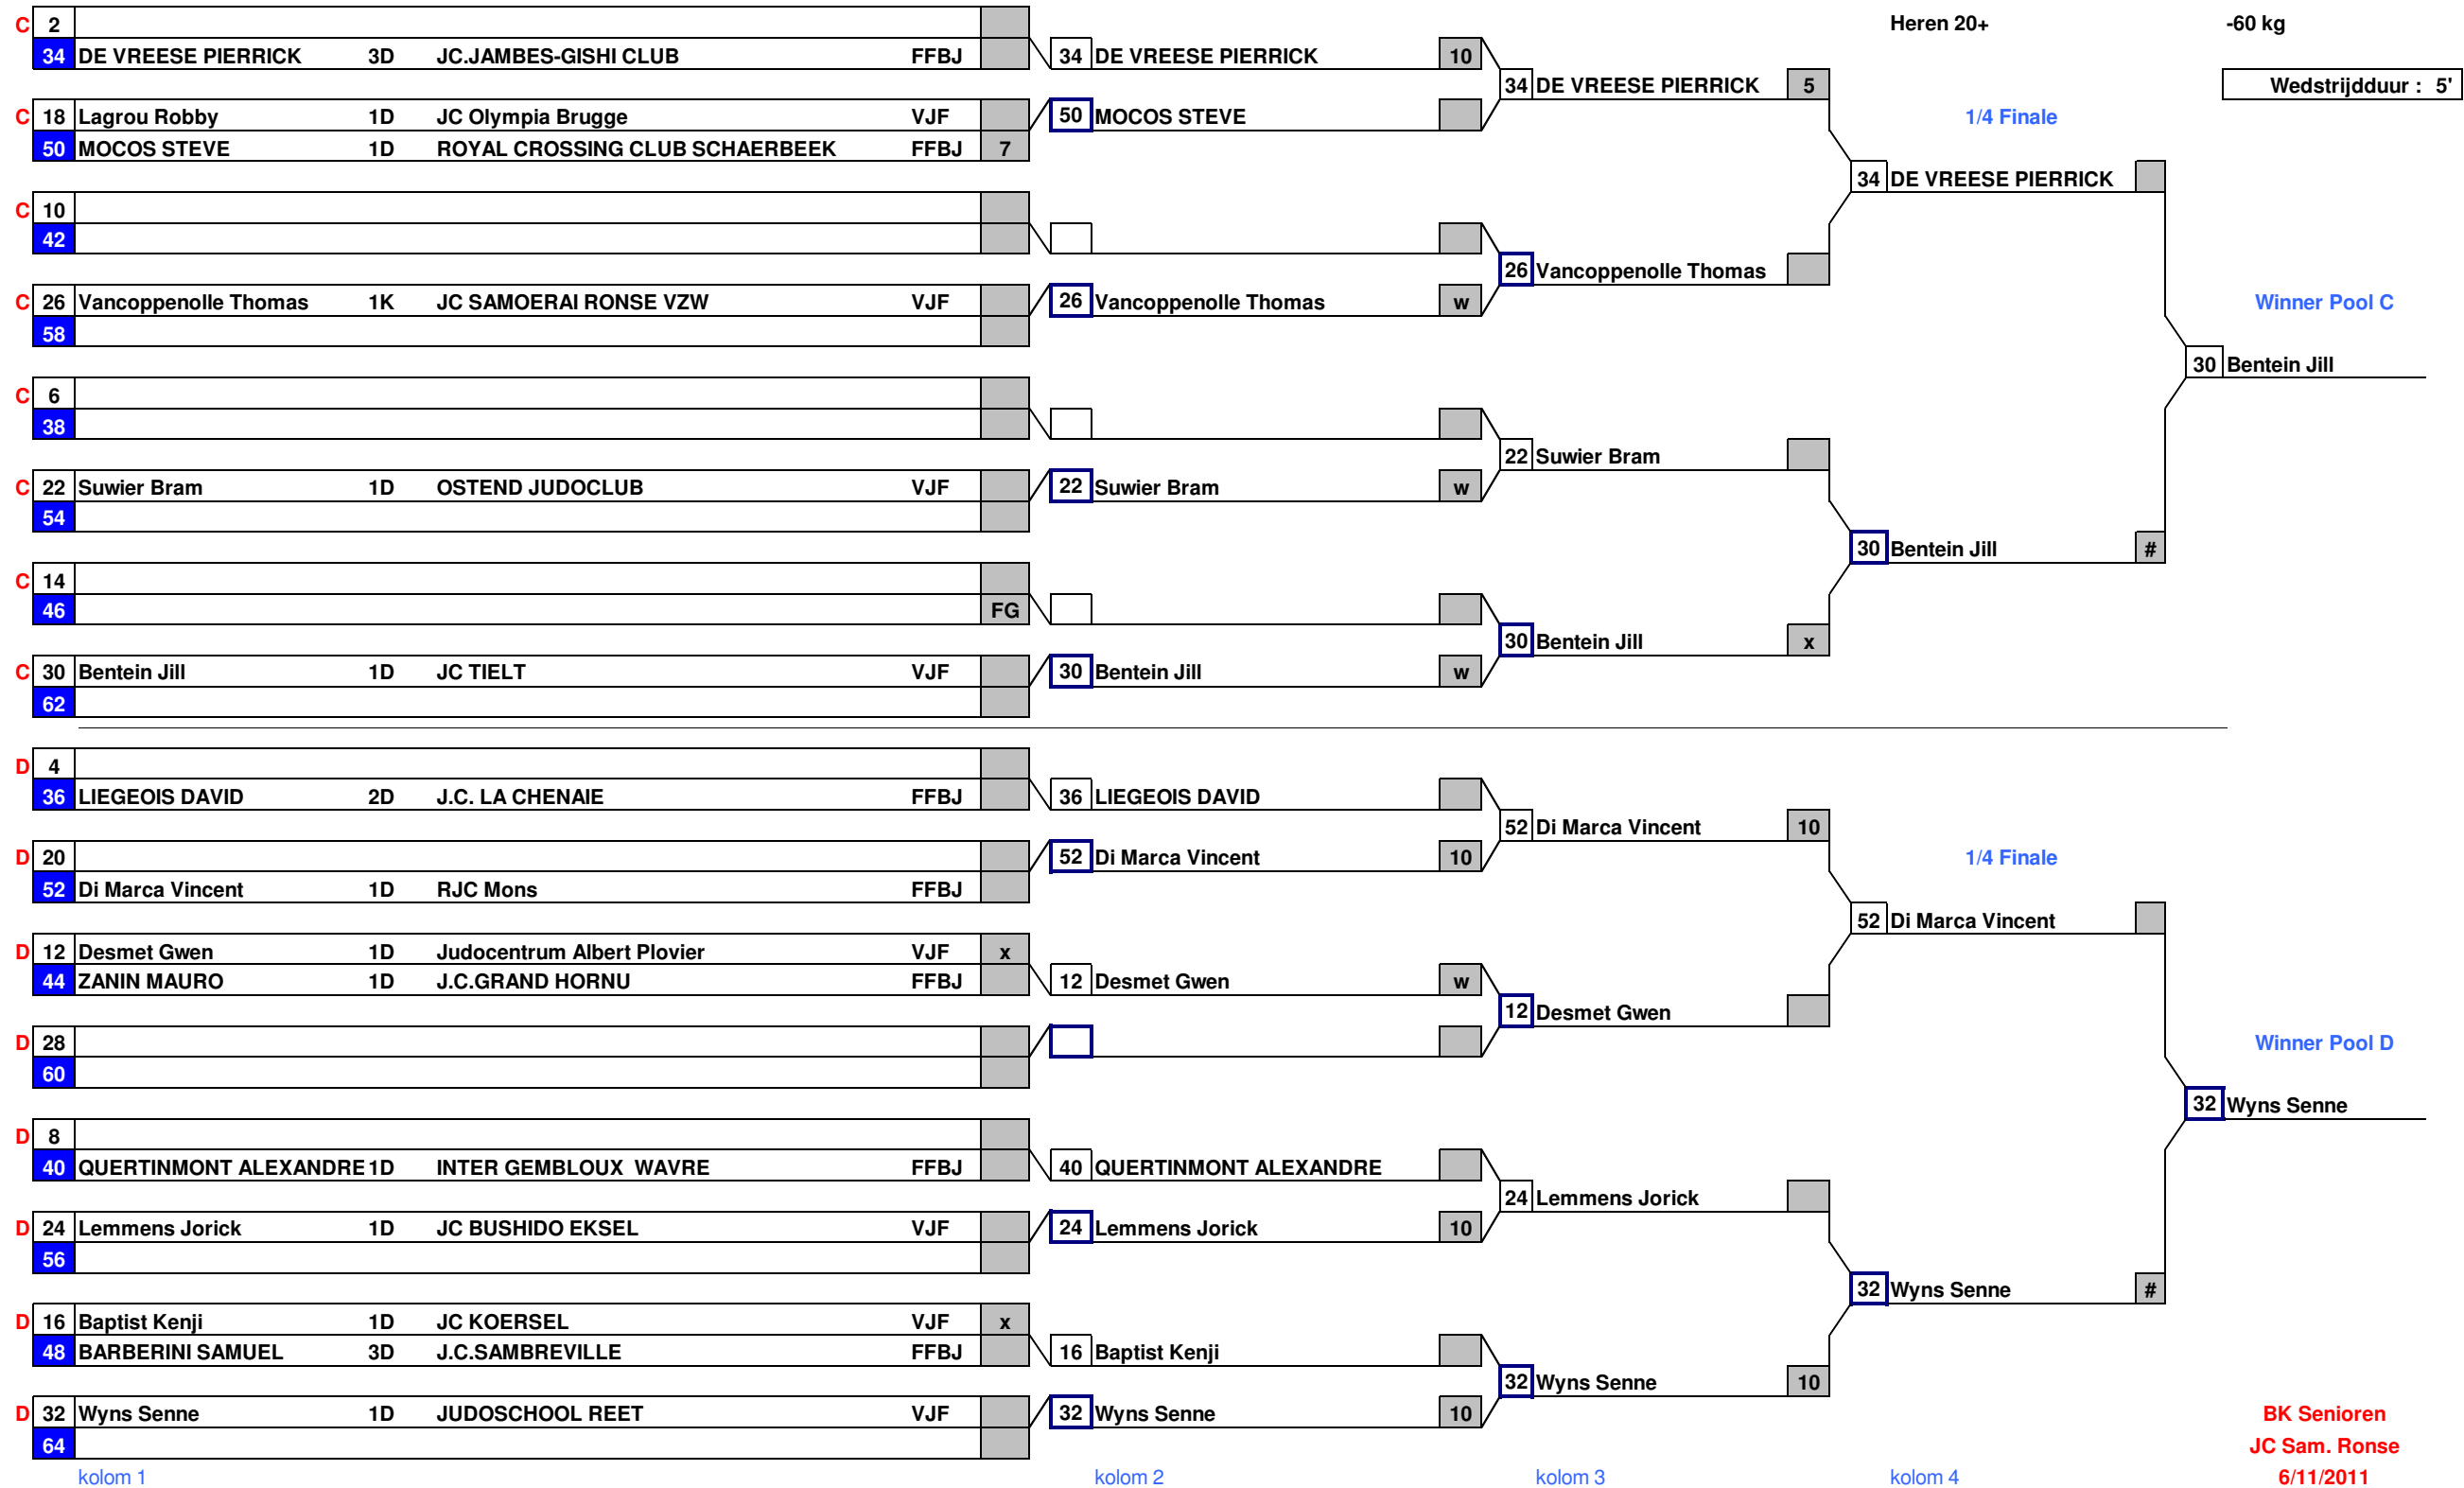 Heren 20+ -60 kg
Wedstrijdduur : 5'
C 2
34 DE VREESE PIERRICK 3D JC.JAMBES-GISHI CLUB FFBJ
C 18 Lagrou Robby 1D JC Olympia Brugge VJF
50 MOCOS STEVE 1D ROYAL CROSSING CLUB SCHAERBEEK FFBJ 7
C 10
42
C 26 Vancoppenolle Thomas 1K JC SAMOERAI RONSE VZW VJF
58
C 6
38
C 22 Suwier Bram 1D OSTEND JUDOCLUB VJF
54
C 14
46 FG
C 30 Bentein Jill 1D JC TIELT VJF
62
D 4
36 LIEGEOIS DAVID 2D J.C. LA CHENAIE FFBJ
D 20
52 Di Marca Vincent 1D RJC Mons FFBJ
D 12 Desmet Gwen 1D Judocentrum Albert Plovier VJF x
44 ZANIN MAURO 1D J.C.GRAND HORNU FFBJ
D 28
60
D 8
40 QUERTINMONT ALEXANDRE 1D INTER GEMBLOUX WAVRE FFBJ
D 24 Lemmens Jorick 1D JC BUSHIDO EKSEL VJF
56
D 16 Baptist Kenji 1D JC KOERSEL VJF x
48 BARBERINI SAMUEL 3D J.C.SAMBREVILLE FFBJ
D 32 Wyns Senne 1D JUDOSCHOOL REET VJF
64
kolom 1
34 DE VREESE PIERRICK 10
50 MOCOS STEVE
26 Vancoppenolle Thomas w
22 Suwier Bram w
30 Bentein Jill w
36 LIEGEOIS DAVID
52 Di Marca Vincent 10
12 Desmet Gwen w
40 QUERTINMONT ALEXANDRE
24 Lemmens Jorick 10
16 Baptist Kenji
32 Wyns Senne 10
kolom 2
34 DE VREESE PIERRICK 5
26 Vancoppenolle Thomas
22 Suwier Bram
30 Bentein Jill x
52 Di Marca Vincent 10
12 Desmet Gwen
24 Lemmens Jorick
32 Wyns Senne 10
kolom 3
1/4 Finale
34 DE VREESE PIERRICK
30 Bentein Jill #
1/4 Finale
52 Di Marca Vincent
32 Wyns Senne #
kolom 4
Winner Pool C
30 Bentein Jill
Winner Pool D
32 Wyns Senne
BK Senioren
JC Sam. Ronse
6/11/2011